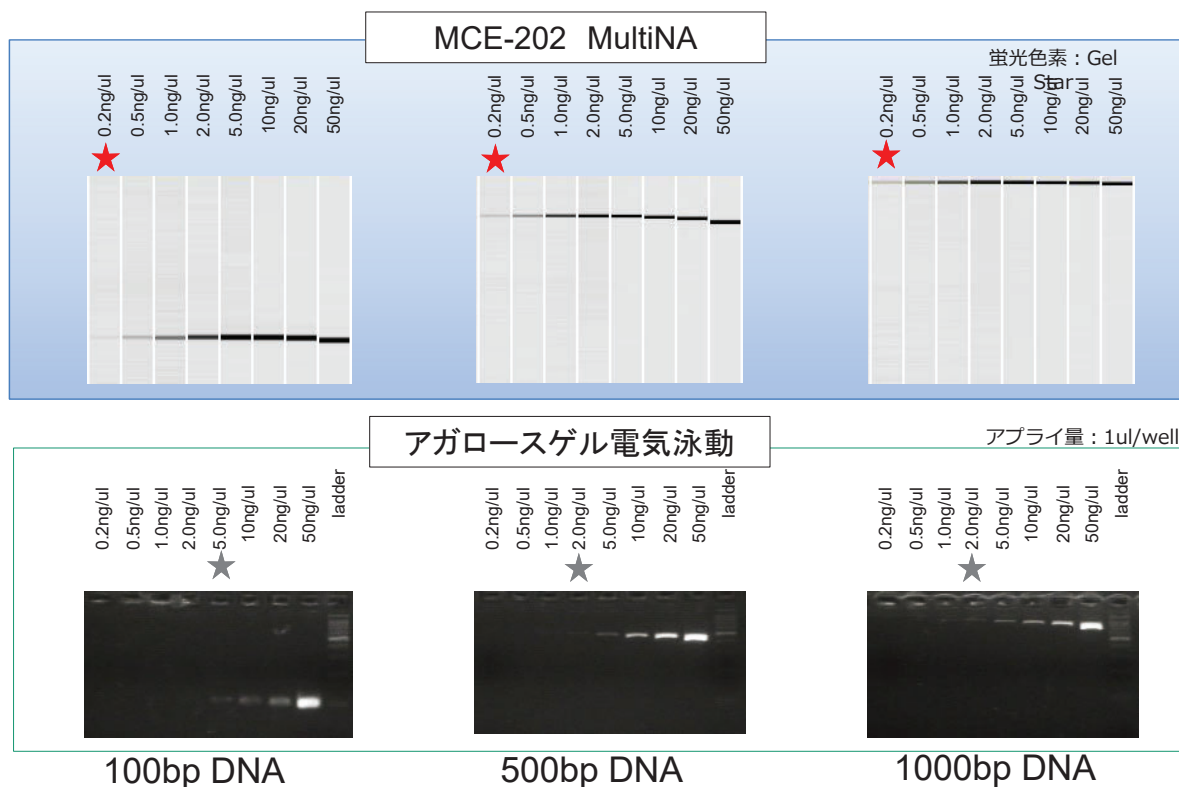 MCE-202 MultiNA
蛍光色素：Gel
Star
0.2ng/ul
0.5ng/ul
1.0ng/ul
2.0ng/ul
5.0ng/ul
10ng/ul
20ng/ul
50ng/ul
0.2ng/ul
0.5ng/ul
1.0ng/ul
2.0ng/ul
5.0ng/ul
10ng/ul
20ng/ul
50ng/ul
0.2ng/ul
0.5ng/ul
1.0ng/ul
2.0ng/ul
5.0ng/ul
10ng/ul
20ng/ul
50ng/ul
アガロースゲル電気泳動
アプライ量：1ul/well
0.2ng/ul
0.5ng/ul
1.0ng/ul
2.0ng/ul
5.0ng/ul
10ng/ul
20ng/ul
50ng/ul
ladder
0.2ng/ul
0.5ng/ul
1.0ng/ul
2.0ng/ul
5.0ng/ul
10ng/ul
20ng/ul
50ng/ul
ladder
0.2ng/ul
0.5ng/ul
1.0ng/ul
2.0ng/ul
5.0ng/ul
10ng/ul
20ng/ul
50ng/ul
ladder
100bp DNA
500bp DNA
1000bp DNA